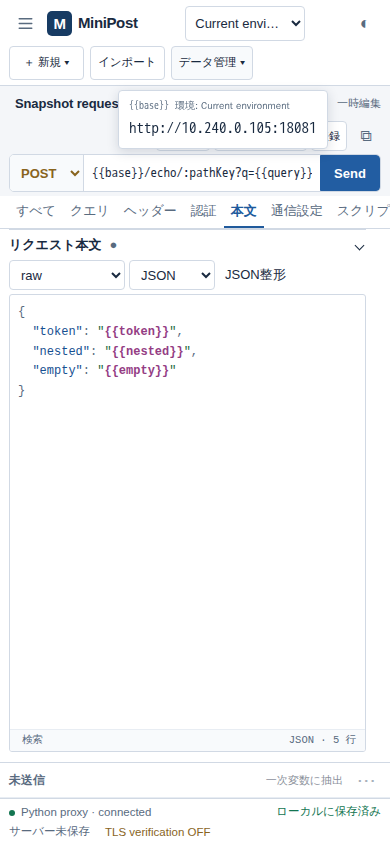 M MiniPost Current envi…
＋ 新規 ▾ インポート データ管理 ▾
Snapshot reques 一時編集
{{base}} 環境: Current environment
http://10.240.0.105:18081
録
POST {{base}}/echo/:pathKey?q={{query}} Send
すべて クエリ ヘッダー 認証 本文 通信設定 スクリプ
リクエスト本文 ●
raw JSON JSON整形
{
"token": "{{token}}",
"nested": "{{nested}}",
"empty": "{{empty}}"
}
検索 JSON · 5 行
未送信 一次変数に抽出 ···
Python proxy · connected ローカルに保存済み
サーバー未保存 TLS verification OFF